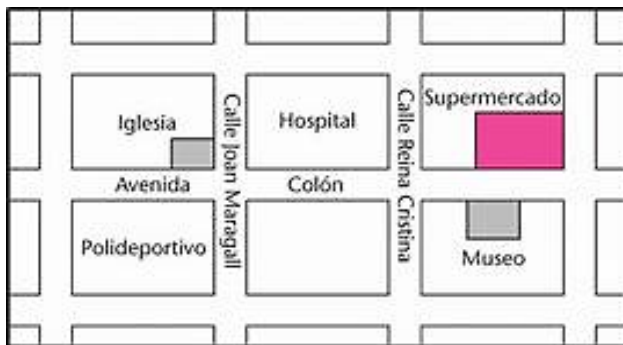 Supermercado
Iglesia
Hospital
Calle Joan Maragall
Calle Reina Cristina
Avenida Colón
Polideportivo
Museo